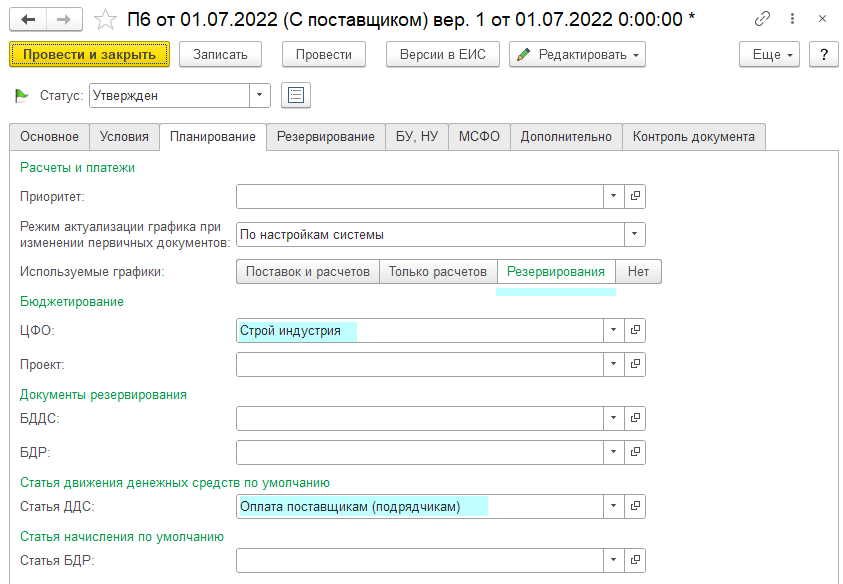 П6 от 01.07.2022 (С поставщиком) вер. 1 от 01.07.2022 0:00:00 *
Провести и закрыть Записать Провести Версии в ЕИС Редактировать Еще ?
Статус: Утвержден
Основное Условия Планирование Резервирование БУ, НУ МСФО Дополнительно Контроль документа
Расчеты и платежи
Приоритет:
Режим актуализации графика при
изменении первичных документов: По настройкам системы
Используемые графики: Поставок и расчетов Только расчетов Резервирования Нет
Бюджетирование
ЦФО: Строй индустрия
Проект:
Документы резервирования
БДДС:
БДР:
Статья движения денежных средств по умолчанию
Статья ДДС: Оплата поставщикам (подрядчикам)
Статья начисления по умолчанию
Статья БДР: